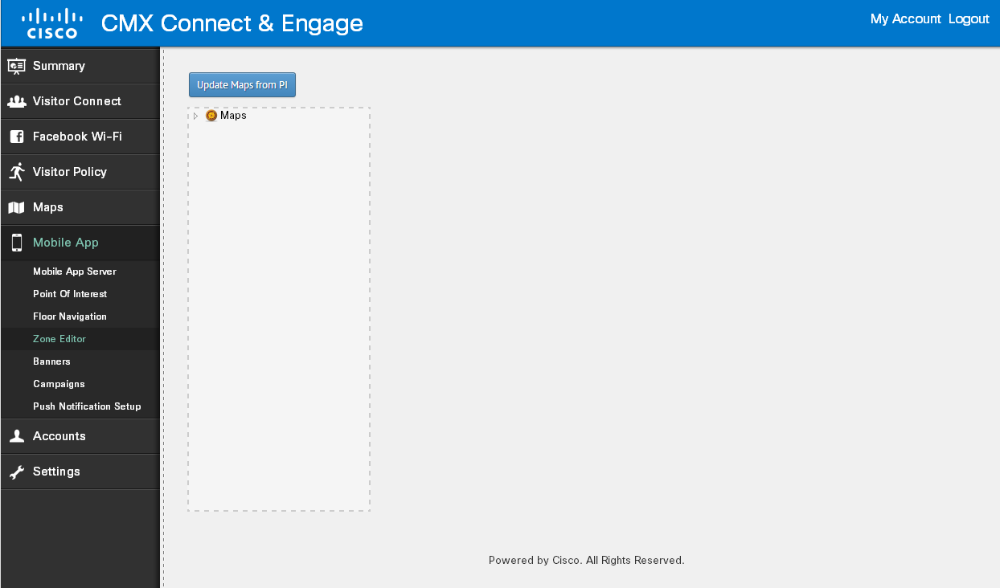 CISCO
CMX Connect & Engage
My Account Logout
Summary
Visitor Connect
Facebook Wi-Fi
Visitor Policy
Maps
Mobile App
Mobile App Server
Point Of Interest
Floor Navigation
Zone Editor
Banners
Campaigns
Push Notification Setup
Accounts
Settings
Update Maps from PI
Maps
Powered by Cisco. All Rights Reserved.